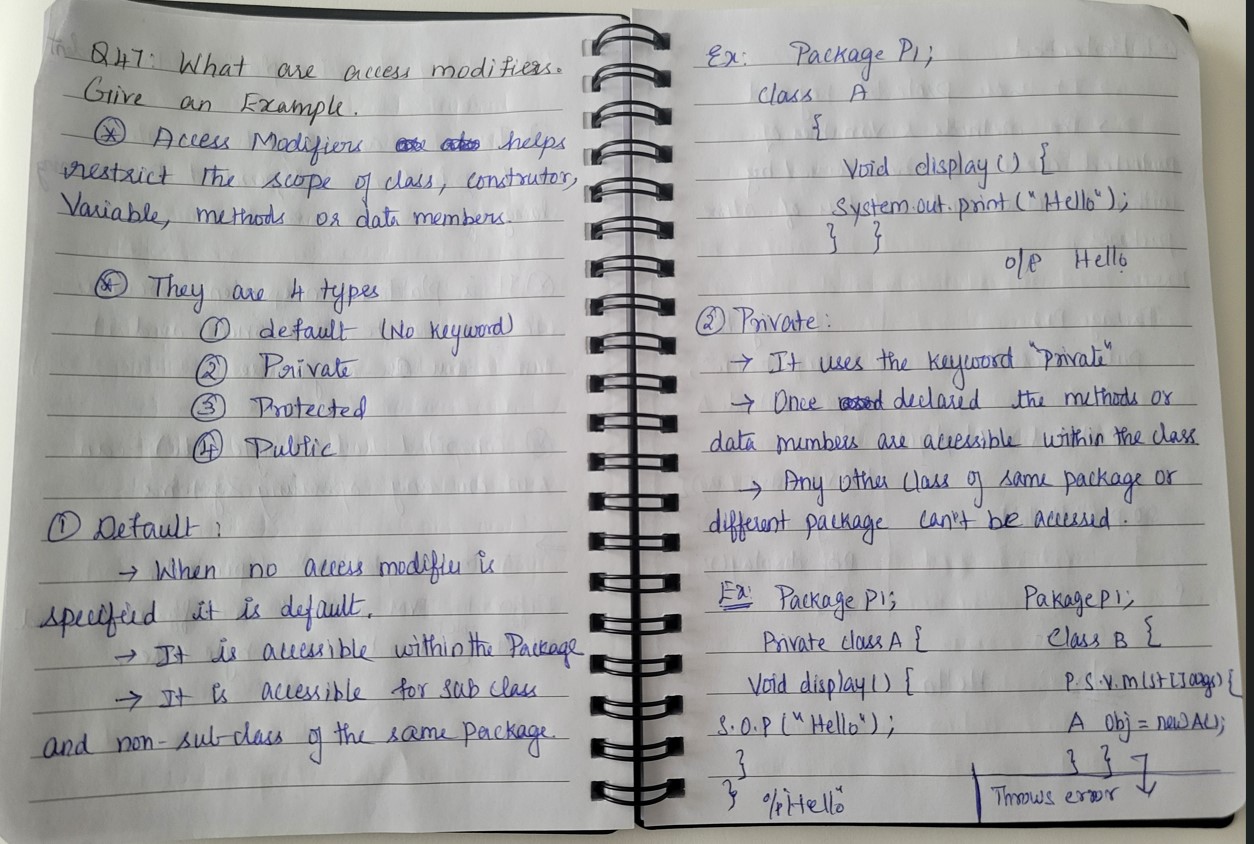 Q47: What are access modifiers.
Give an Example.
* Access Modifiers helps
restrict the scope of class, construtor,
Variable, methods or data members.
* They are 4 types
① default (No keyword)
② Private
③ Protected
④ Public
① Default:
→ When no access modifier is
specifeid it is default.
→ It is accessible within the Package
→ It is accessible for sub class
and non-sub class of the same package.
Ex: Package P1;
class A
{
Void display() {
System.out.print("Hello");
} }
o/p Hello
② Private:
→ It uses the keyword "Private"
→ Once declared the methods or
data members are accessible within the class
→ Any other class of same package or
different package can't be accessed.
Ex: Package P1;
Private class A {
Void display() {
S.O.P ("Hello");
}
} o/p "Hello"
Pakage P1;
Class B {
P.S.V.M(St[]args) {
A Obj = new A();
} }
Throws error